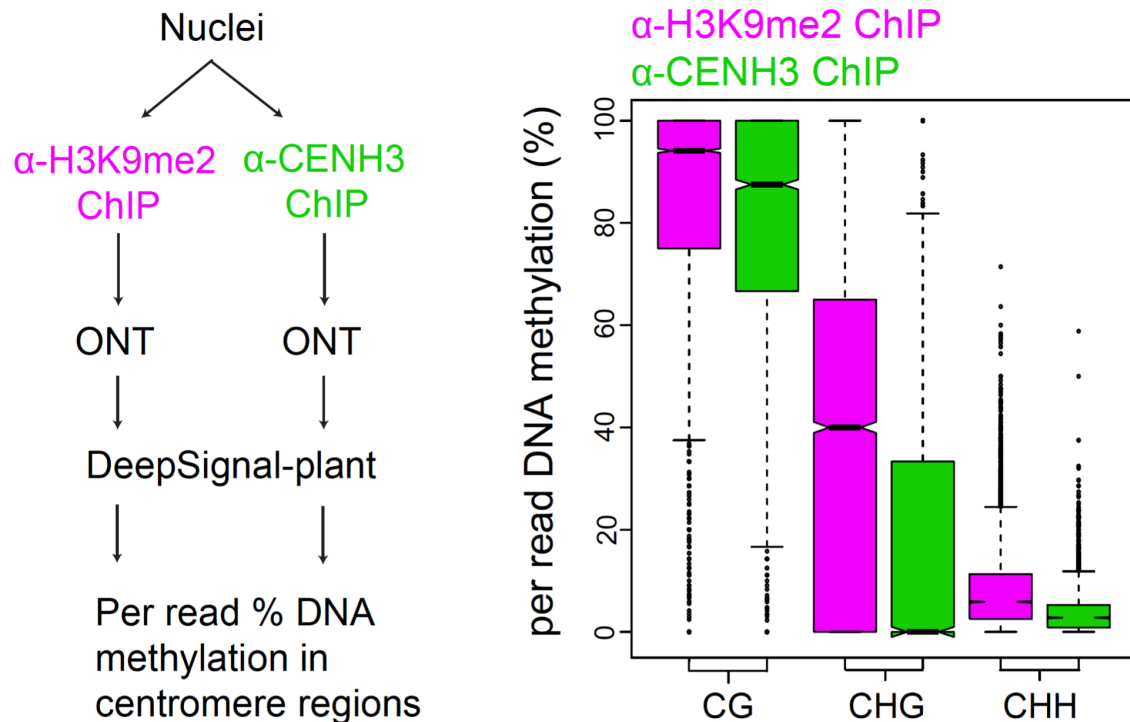 Nuclei
α-H3K9me2
ChIP
α-CENH3
ChIP
ONT
ONT
DeepSignal-plant
Per read % DNA
methylation in
centromere regions
α-H3K9me2 ChIP
α-CENH3 ChIP
per read DNA methylation (%)
100
80
60
40
20
0
CG
CHG
CHH